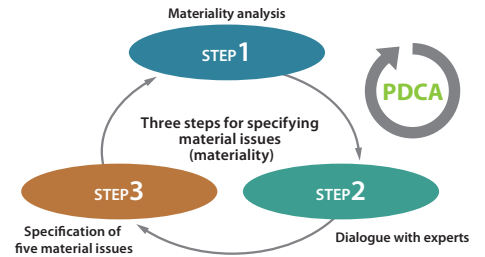 Materiality analysis
STEP1
PDCA
Three steps for specifying
material issues
(materiality)
STEP3
STEP2
Specification of
five material issues
Dialogue with experts